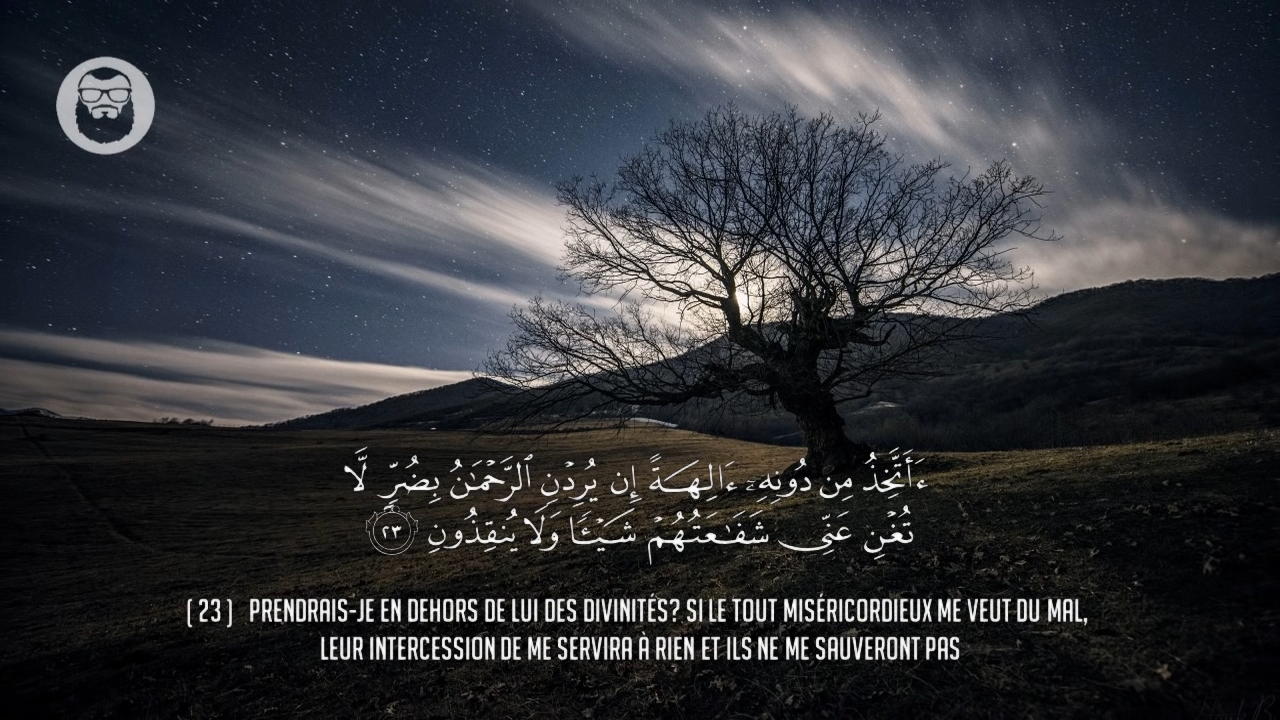 ءَأَتَّخِذُ مِن دُونِهِۦٓ ءَالِهَةً إِن يُرِدْنِ ٱلرَّحْمَـٰنُ بِضُرٍّ لَّا
تُغْنِ عَنِّى شَفَـٰعَتُهُمْ شَيْـًٔا وَلَا يُنقِذُونِ ٢٣
( 23 ) PRENDRAIS-JE EN DEHORS DE LUI DES DIVINITÉS? SI LE TOUT MISÉRICORDIEUX ME VEUT DU MAL,
LEUR INTERCESSION DE ME SERVIRA À RIEN ET ILS NE ME SAUVERONT PAS